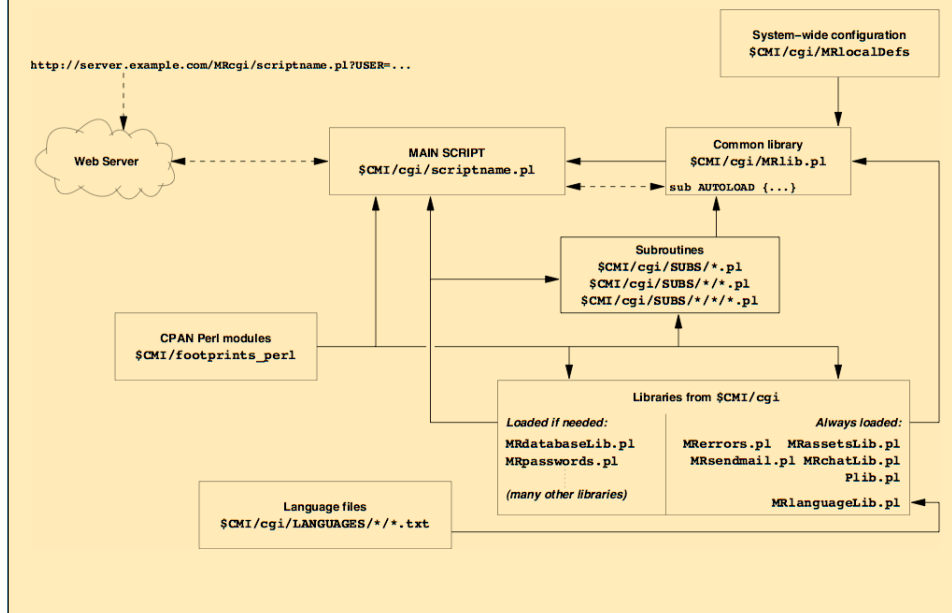 System-wide configuration
$CMI/cgi/MRlocalDefs
http://server.example.com/MRcgi/scriptname.pl?USER=...
Web Server
MAIN SCRIPT
$CMI/cgi/scriptname.pl
Common library
$CMI/cgi/MRlib.pl
sub AUTOLOAD {...}
Subroutines
$CMI/cgi/SUBS/*.pl
$CMI/cgi/SUBS/*/*.pl
$CMI/cgi/SUBS/*/*/*.pl
CPAN Perl modules
$CMI/footprints_perl
Libraries from $CMI/cgi
Loaded if needed:
MRdatabaseLib.pl
MRpasswords.pl
(many other libraries)
Always loaded:
MRerrors.pl MRassetsLib.pl
MRsendmail.pl MRchatLib.pl
Plib.pl
MRlanguageLib.pl
Language files
$CMI/cgi/LANGUAGES/*/*.txt